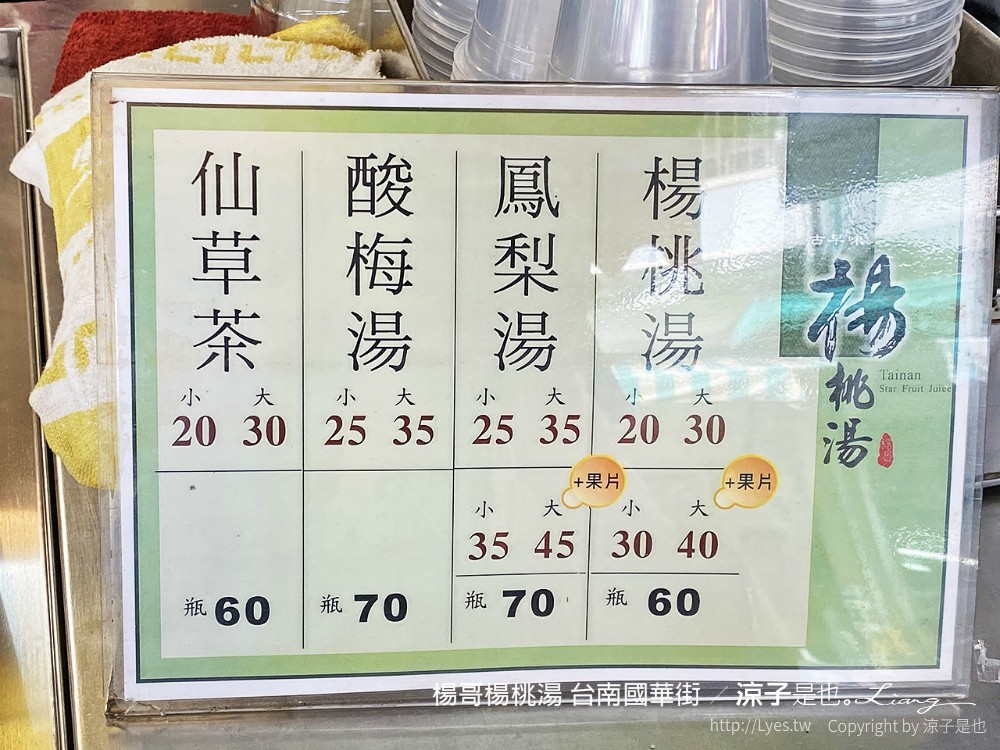 古早味
楊桃湯
Tainan
Star Fruit Juice
楊桃湯
小 大
20 30
+果片
小 大
30 40
瓶 60
鳳梨湯
小 大
25 35
+果片
小 大
35 45
瓶 70
酸梅湯
小 大
25 35
瓶 70
仙草茶
小 大
20 30
瓶 60
楊哥楊桃湯 台南國華街 / 涼子是也。Liang
http://Lyes.tw Copyright by 涼子是也